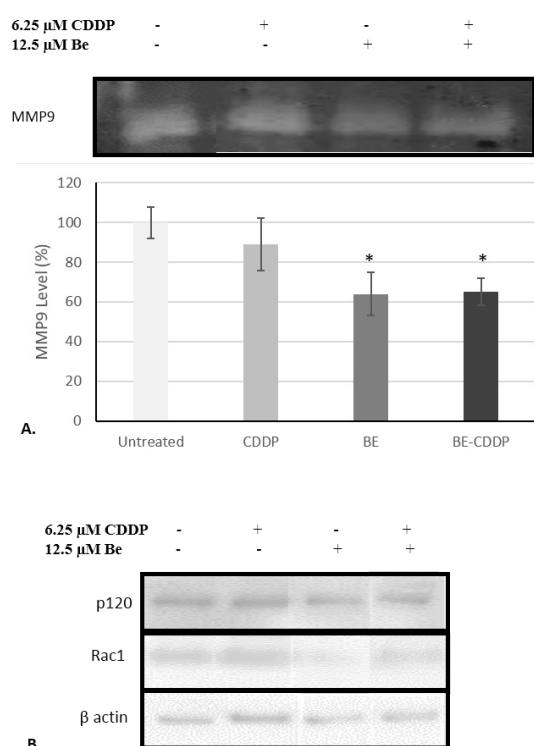 6.25 µM CDDP - + - +
12.5 µM Be - - + +
MMP9
120
100
80
60
40
20
0
MMP9 Level (%)
* *
Untreated CDDP BE BE-CDDP
A.
6.25 µM CDDP - + - +
12.5 µM Be - - + +
p120
Rac1
β actin
B